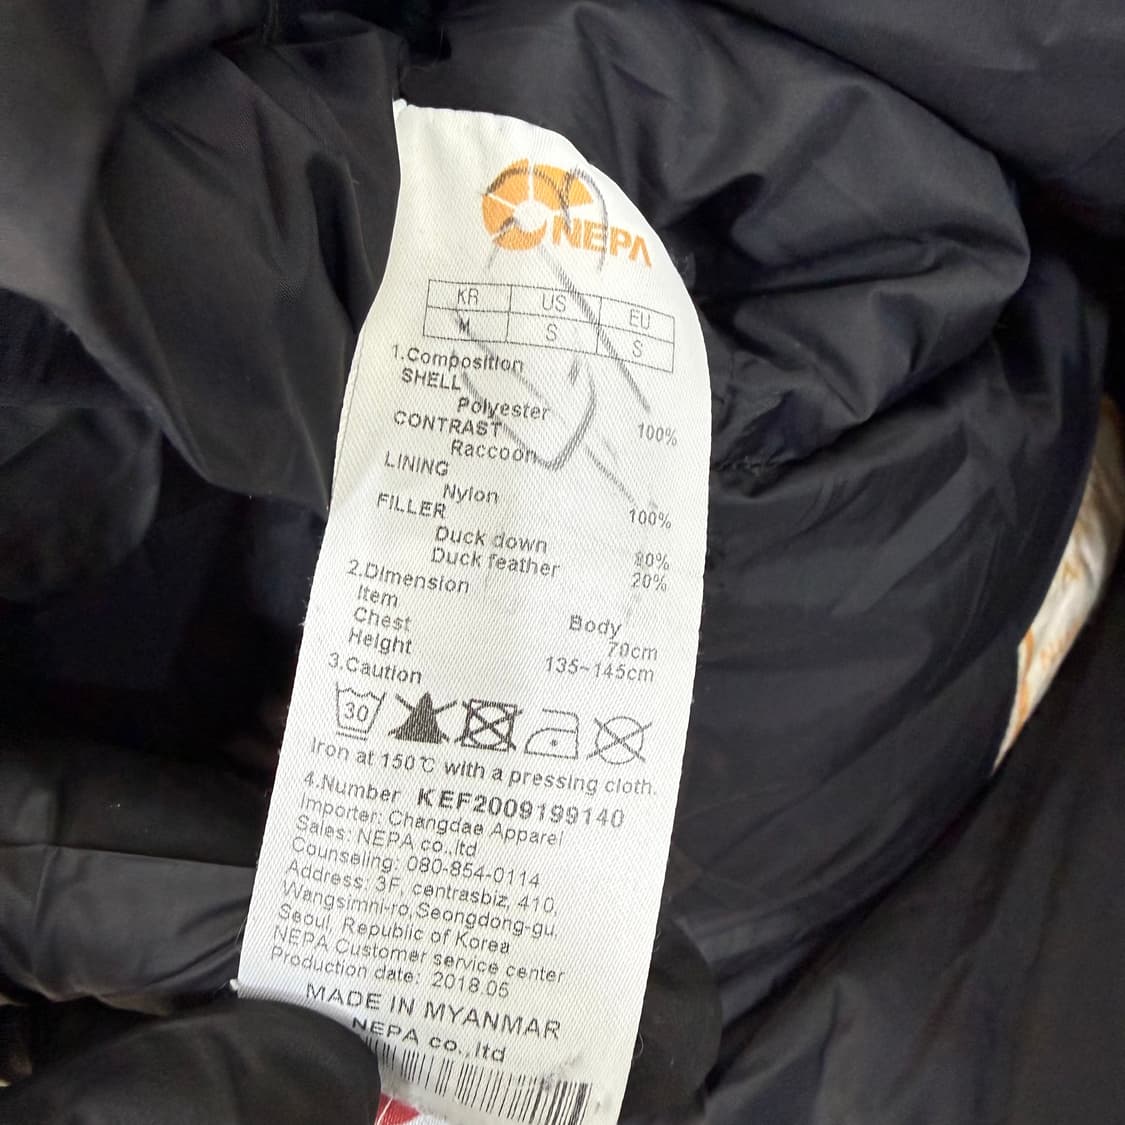 NEPA
KR US EU
M S S
1.Composition
SHELL
Polyester 100%
CONTRAST
Raccoon
LINING
Nylon 100%
FILLER
Duck down 80%
Duck feather 20%
2.Dimension
Item Body
Chest 70cm
Height 135~145cm
3.Caution
30
Iron at 150℃ with a pressing cloth.
4.Number KEF2009199140
Importer: Changdae Apparel
Sales: NEPA co.,ltd
Counseling: 080-854-0114
Address: 3F, centrasbiz, 410,
Wangsimni-ro,Seongdong-gu,
Seoul, Republic of Korea
NEPA Customer service center
Production date: 2018.05
MADE IN MYANMAR
NEPA co.,ltd